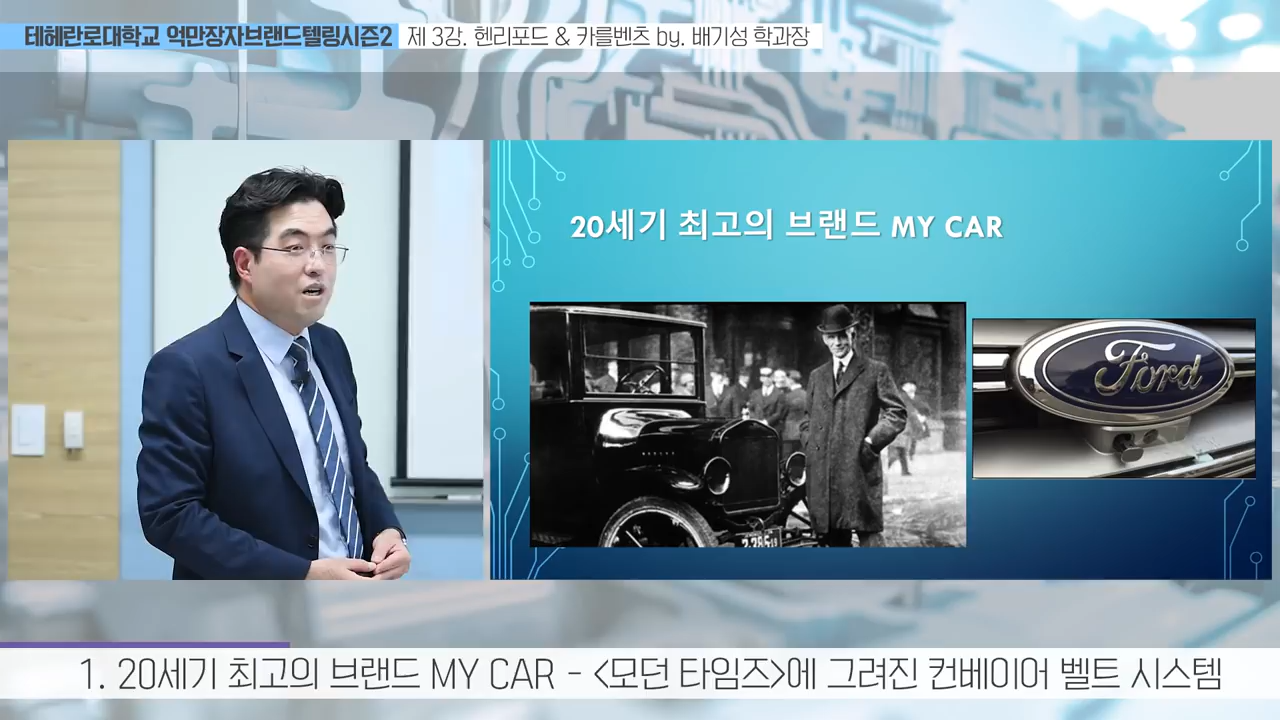 테헤란로대학교 억만장자브랜드텔링시즌2 제 3강. 헨리포드 & 카를벤츠 by. 배기성 학과장
20세기 최고의 브랜드 MY CAR
Ford
1. 20세기 최고의 브랜드 MY CAR - <모던 타임즈>에 그려진 컨베이어 벨트 시스템